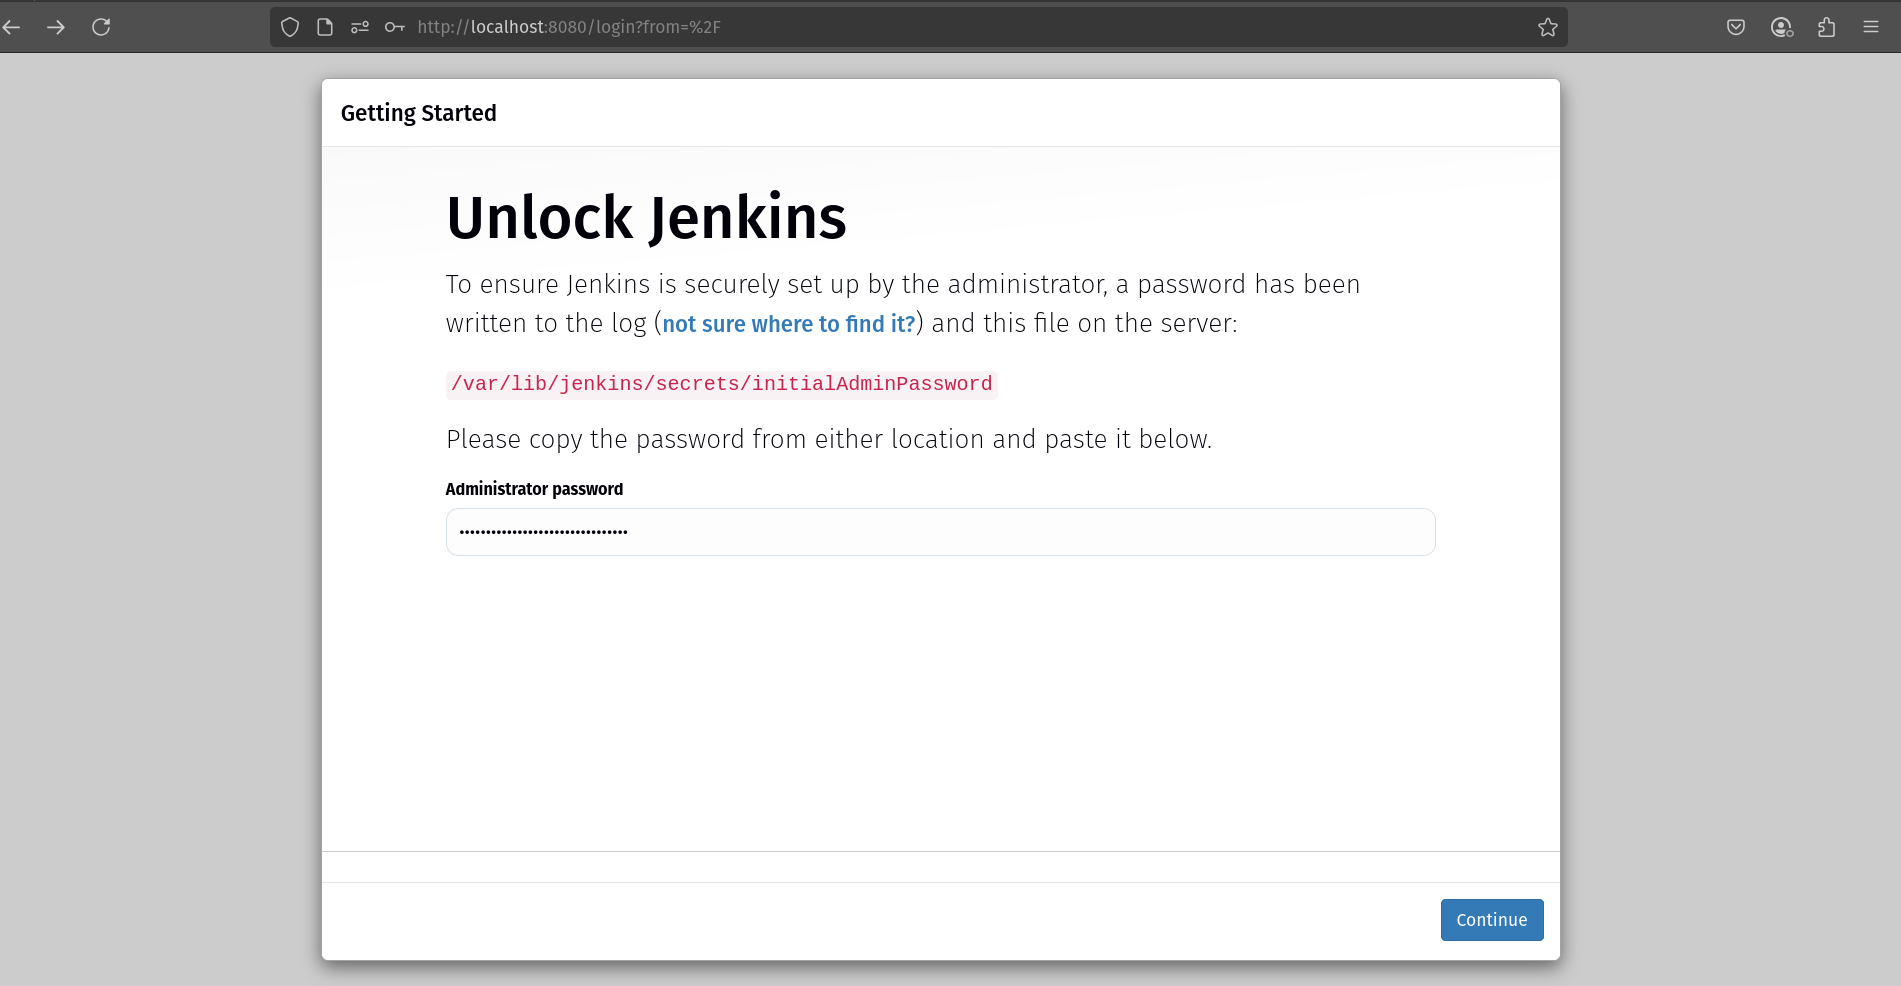 http://localhost:8080/login?from=%2F
Getting Started
Unlock Jenkins
To ensure Jenkins is securely set up by the administrator, a password has been
written to the log (not sure where to find it?) and this file on the server:
/var/lib/jenkins/secrets/initialAdminPassword
Please copy the password from either location and paste it below.
Administrator password
••••••••••••••••••••••••••••••••
Continue